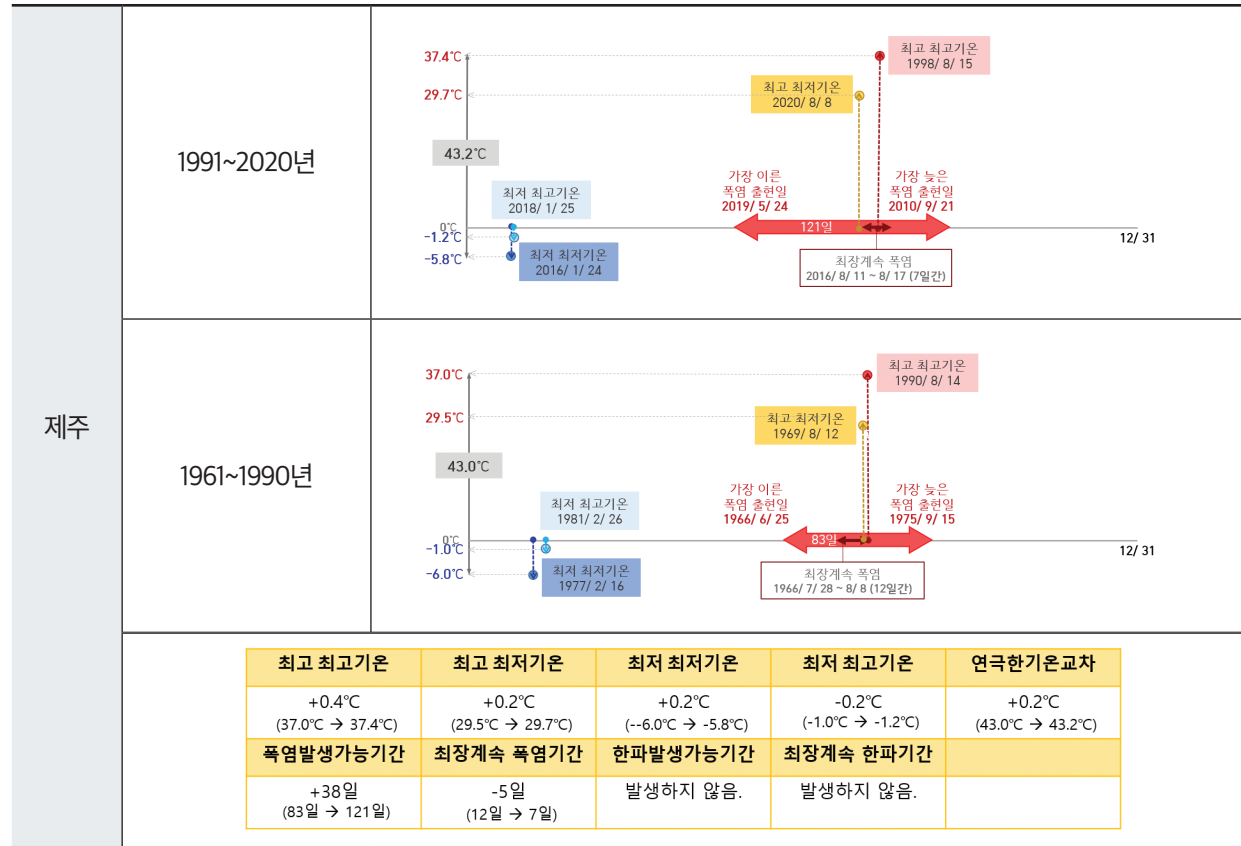 제주
1991~2020년
37.4℃
29.7℃
43.2℃
0℃
-1.2℃
-5.8℃
최고 최고기온
1998/ 8/ 15
최고 최저기온
2020/ 8/ 8
최저 최고기온
2018/ 1/ 25
최저 최저기온
2016/ 1/ 24
가장 이른
폭염 출현일
2019/ 5/ 24
가장 늦은
폭염 출현일
2010/ 9/ 21
121일
12/ 31
최장계속 폭염
2016/ 8/ 11 ~ 8/ 17 (7일간)
1961~1990년
37.0℃
29.5℃
43.0℃
0℃
-1.0℃
-6.0℃
최고 최고기온
1990/ 8/ 14
최고 최저기온
1969/ 8/ 12
최저 최고기온
1981/ 2/ 26
최저 최저기온
1977/ 2/ 16
가장 이른
폭염 출현일
1966/ 6/ 25
가장 늦은
폭염 출현일
1975/ 9/ 15
83일
12/ 31
최장계속 폭염
1966/ 7/ 28 ~ 8/ 8 (12일간)
최고 최고기온 최고 최저기온 최저 최저기온 최저 최고기온 연극한기온교차
+0.4℃ +0.2℃ +0.2℃ -0.2℃ +0.2℃
(37.0℃ → 37.4℃) (29.5℃ → 29.7℃) (--6.0℃ → -5.8℃) (-1.0℃ → -1.2℃) (43.0℃ → 43.2℃)
폭염발생가능기간 최장계속 폭염기간 한파발생가능기간 최장계속 한파기간
+38일 -5일 발생하지 않음. 발생하지 않음.
(83일 → 121일) (12일 → 7일)